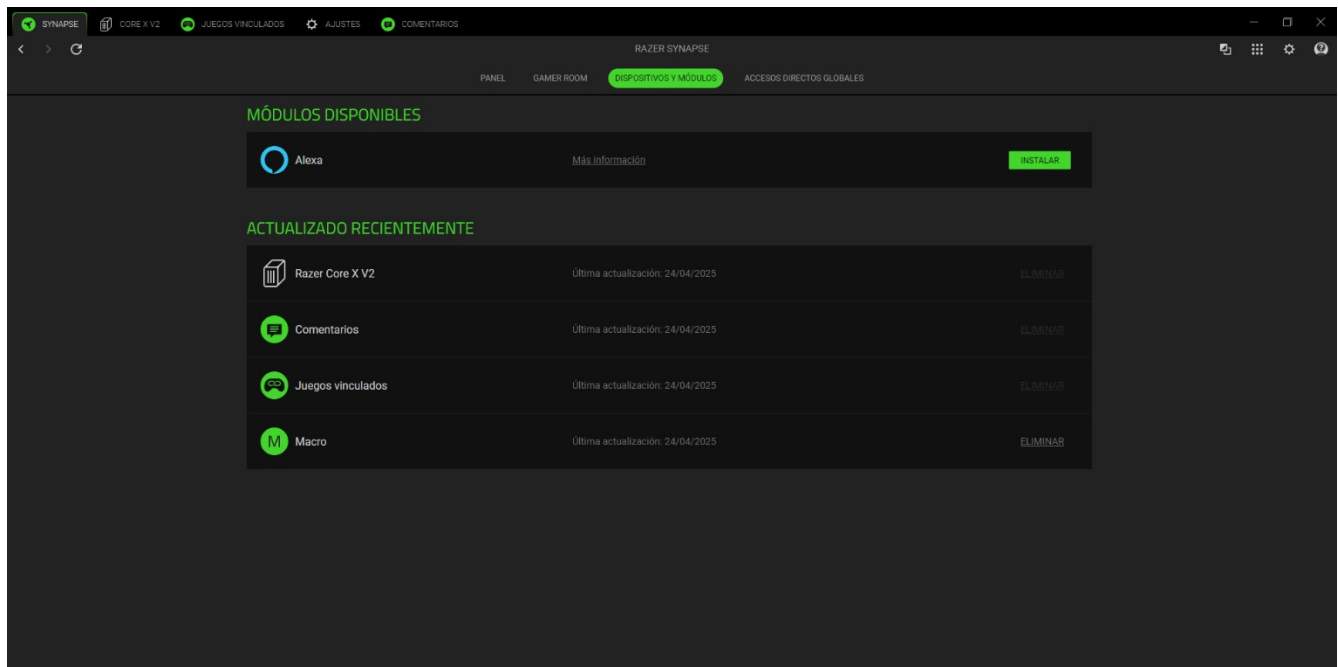 SYNAPSE CORE X V2 JUEGOS VINCULADOS AJUSTES COMENTARIOS
RAZER SYNAPSE
PANEL GAMER ROOM DISPOSITIVOS Y MÓDULOS ACCESOS DIRECTOS GLOBALES
MÓDULOS DISPONIBLES
Alexa Más información INSTALAR
ACTUALIZADO RECIENTEMENTE
Razer Core X V2 Última actualización: 24/04/2025 ELIMINAR
Comentarios Última actualización: 24/04/2025 ELIMINAR
Juegos vinculados Última actualización: 24/04/2025 ELIMINAR
M Macro Última actualización: 24/04/2025 ELIMINAR